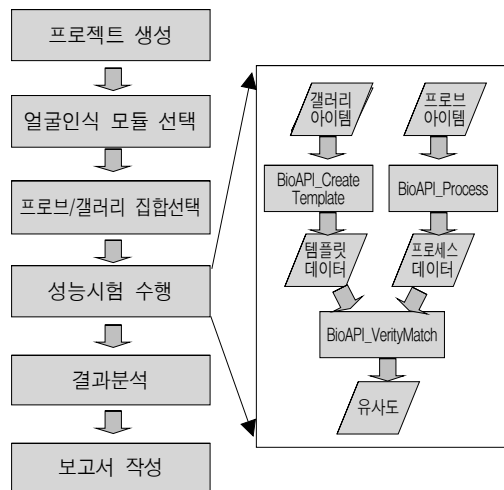 프로젝트 생성
얼굴인식 모듈 선택
프로브/갤러리 집합선택
성능시험 수행
결과분석
보고서 작성
갤러리
아이템
프로브
아이템
BioAPI_Create
Template
BioAPI_Process
템플릿
데이터
프로세스
데이터
BioAPI_VerityMatch
유사도